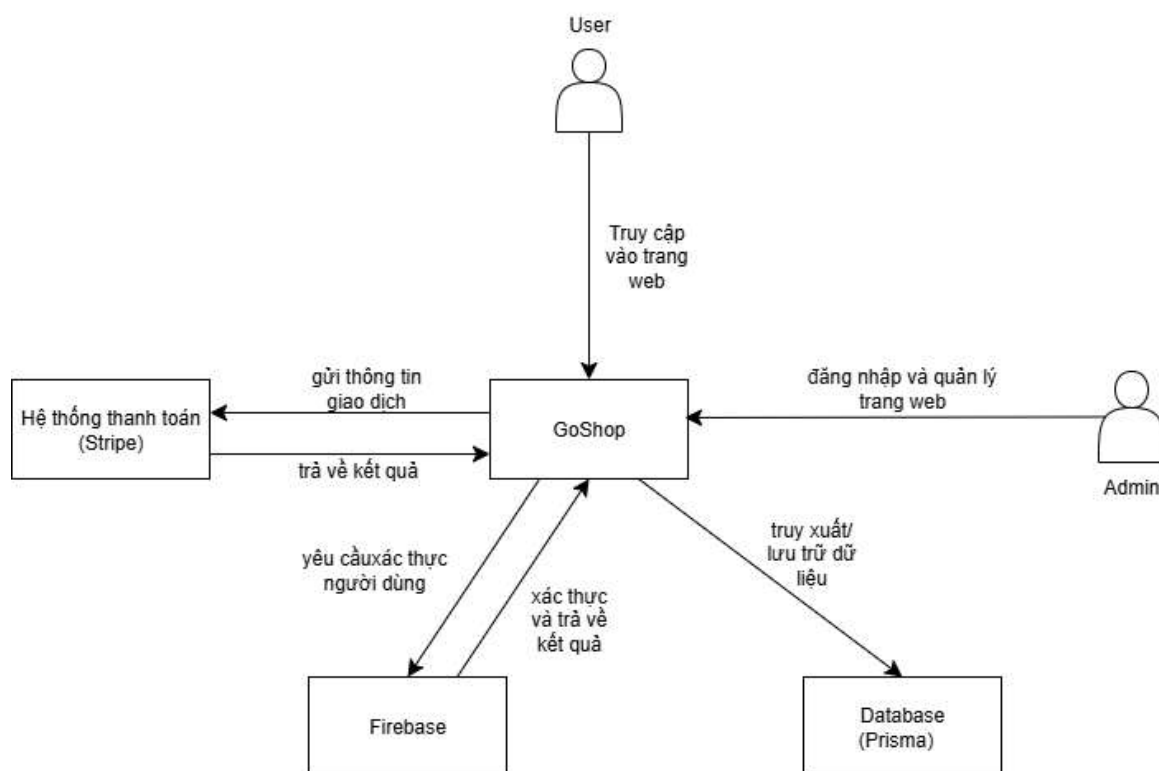 User
Truy cập
vào trang
web
gửi thông tin
giao dịch
đăng nhập và quản lý
trang web
Hệ thống thanh toán
(Stripe)
GoShop
trả về kết quả
Admin
yêu cầuxác thực
người dùng
xác thực
và trả về
kết quả
truy xuất/
lưu trữ dữ
liệu
Firebase
Database
(Prisma)